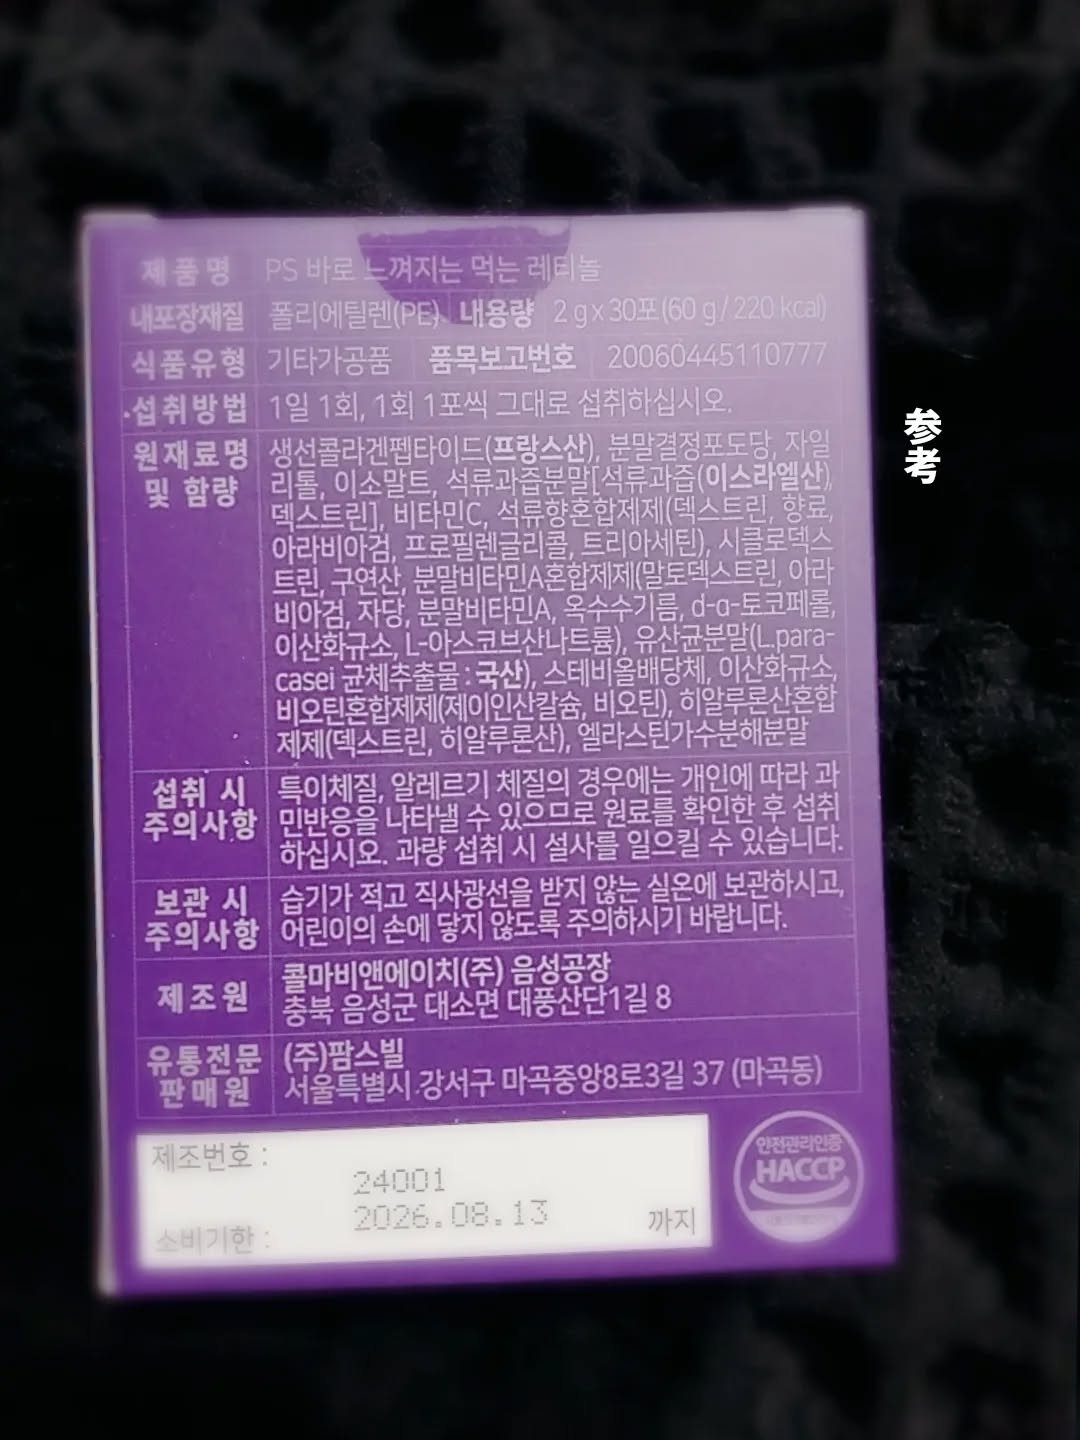 제품명 PS 바로 느껴지는 먹는 레티놀
내포장재질 폴리에틸렌(PE) 내용량 2 g x 30포(60 g / 220 kcal)
식품유형 기타가공품 품목보고번호 20060445110777
섭취방법 1일 1회, 1회 1포씩 그대로 섭취하십시오.
원재료명 및 함량
생선콜라겐펩타이드(프랑스산), 분말결정포도당, 자일
리톨, 이소말트, 석류과즙분말[석류과즙(이스라엘산),
덱스트린], 비타민C, 석류향혼합제제(덱스트린, 향료,
아라비아검, 프로필렌글리콜, 트리아세틴), 시클로덱스
트린, 구연산, 분말비타민A혼합제제(말토덱스트린, 아라
비아검, 자당, 분말비타민A, 옥수수기름, d-α-토코페롤,
이산화규소, L-아스코브산나트륨), 유산균분말(L.para-
casei 균체추출물 : 국산), 스테비올배당체, 이산화규소,
비오틴혼합제제(제이인산칼슘, 비오틴), 히알루론산혼합
제제(덱스트린, 히알루론산), 엘라스틴가수분해분말
섭취 시
주의사항
특이체질, 알레르기 체질의 경우에는 개인에 따라 과
민반응을 나타낼 수 있으므로 원료를 확인한 후 섭취
하십시오. 과량 섭취 시 설사를 일으킬 수 있습니다.
보관 시
주의사항
습기가 적고 직사광선을 받지 않는 실온에 보관하시고,
어린이의 손에 닿지 않도록 주의하시기 바랍니다.
제조원
콜마비앤에이치(주) 음성공장
충북 음성군 대소면 대풍산단1길 8
유통전문
판매원
(주)팜스빌
서울특별시 강서구 마곡중앙8로3길 37 (마곡동)
제조번호 :
24001
2026.08.13
소비기한 : 까지
안전관리인증
HACCP
参考